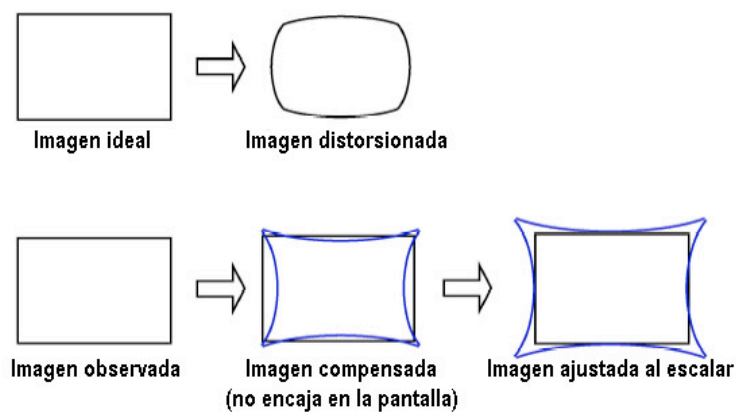 Imagen ideal
Imagen distorsionada
Imagen observada
Imagen compensada
(no encaja en la pantalla)
Imagen ajustada al escalar